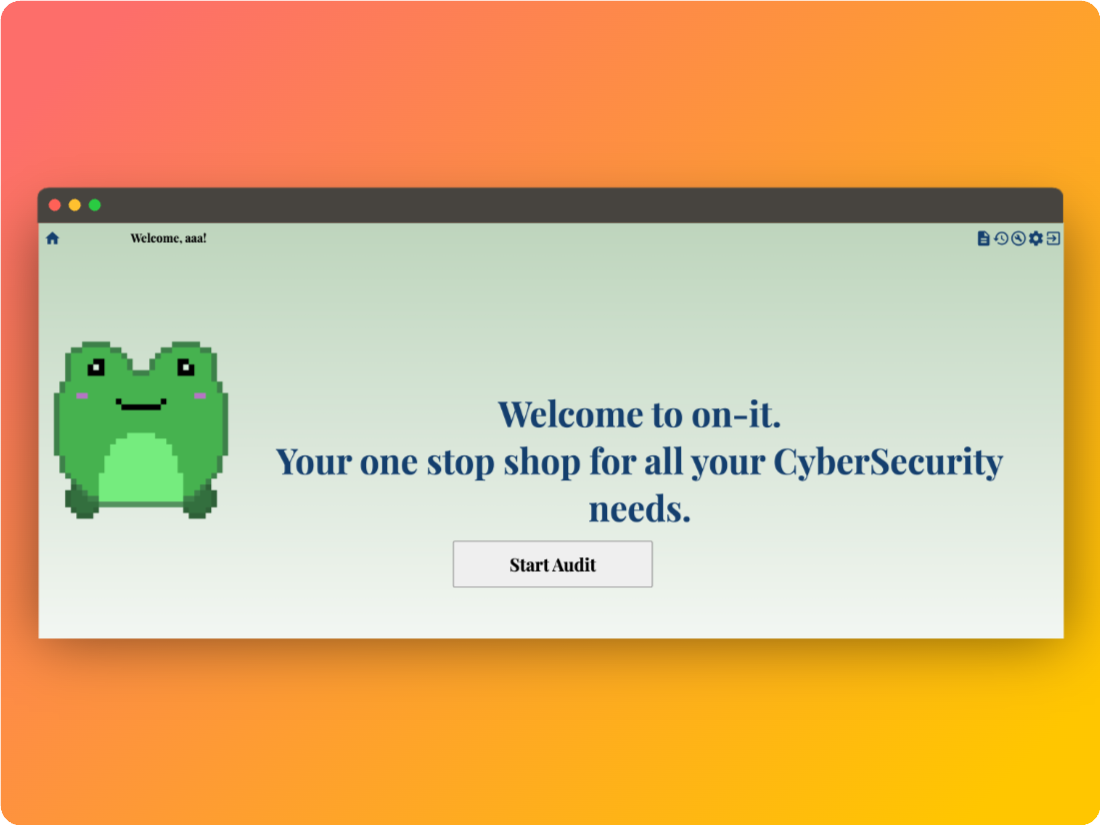 Welcome, aaa!
Welcome to on-it.
Your one stop shop for all your CyberSecurity
needs.
Start Audit